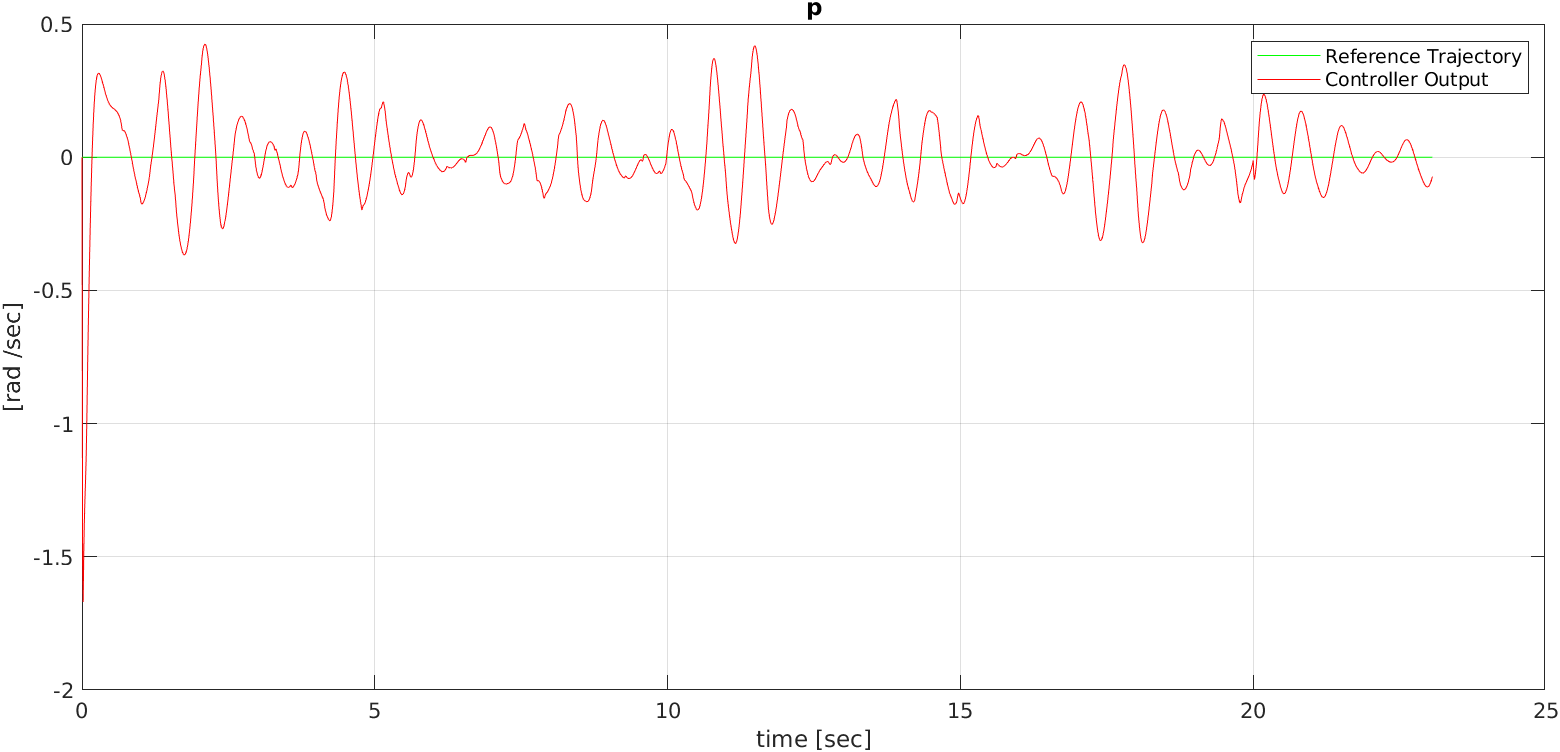 p
Reference Trajectory
Controller Output
0.5
0
-0.5
-1
-1.5
-2
[rad /sec]
0 5 10 15 20 25
time [sec]